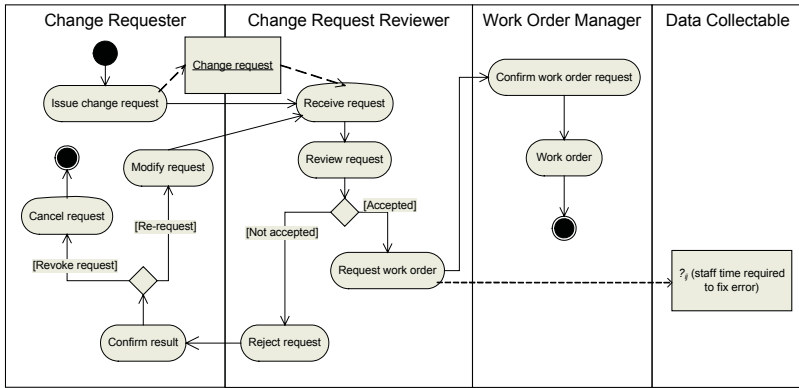 Change Requester
Change Request Reviewer
Work Order Manager
Data Collectable
Change request
Issue change request
Receive request
Confirm work order request
Modify request
Review request
Work order
Cancel request
[Re-request]
[Not accepted]
[Accepted]
[Revoke request]
Request work order
?ij (staff time required
to fix error)
Confirm result
Reject request